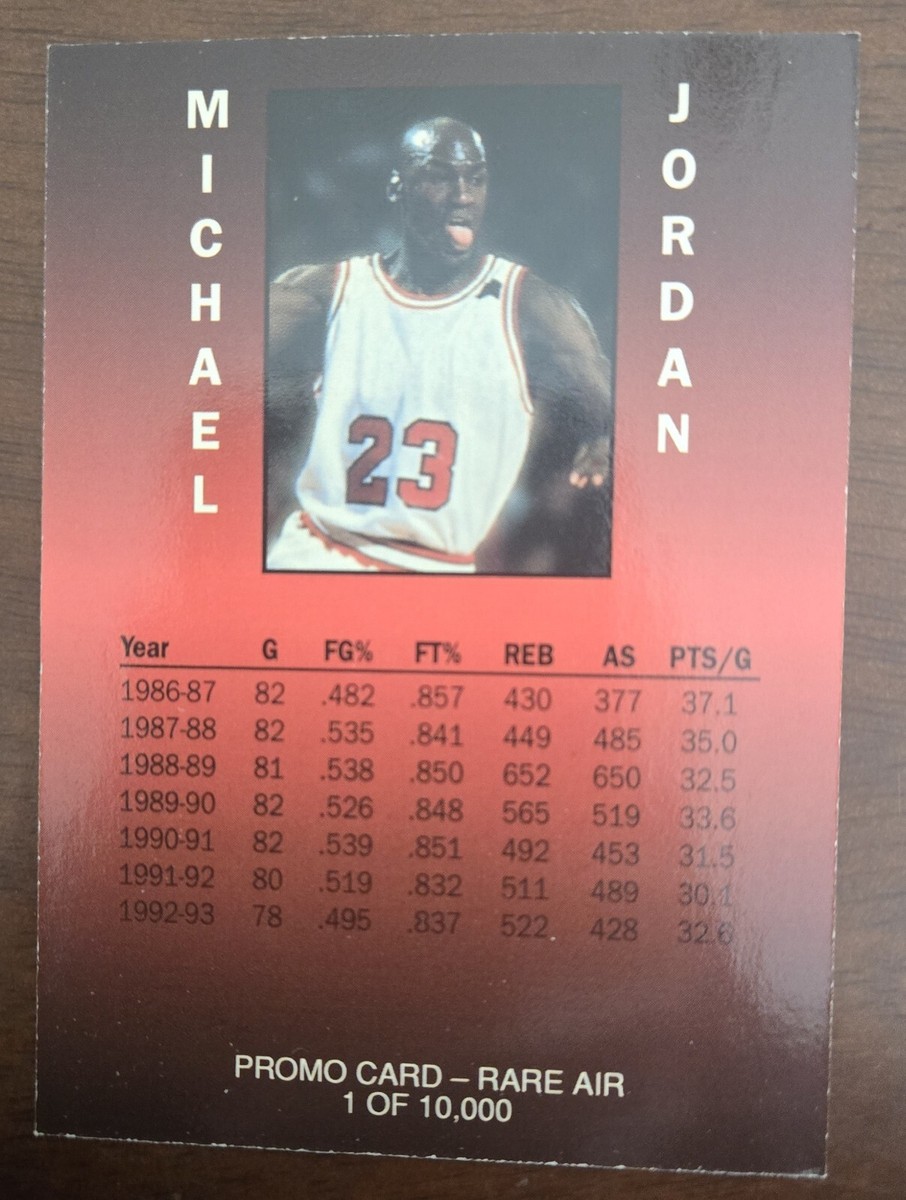 MICHAEL
JORDAN
23
Year G FG% FT% REB AS PTS/G
1986-87 82 .482 .857 430 377 37.1
1987-88 82 .535 .841 449 485 35.0
1988-89 81 .538 .850 652 650 32.5
1989-90 82 .526 .848 565 519 33.6
1990-91 82 .539 .851 492 453 31.5
1991-92 80 .519 .832 511 489 30.1
1992-93 78 .495 .837 522 428 32.6
PROMO CARD – RARE AIR
1 OF 10,000